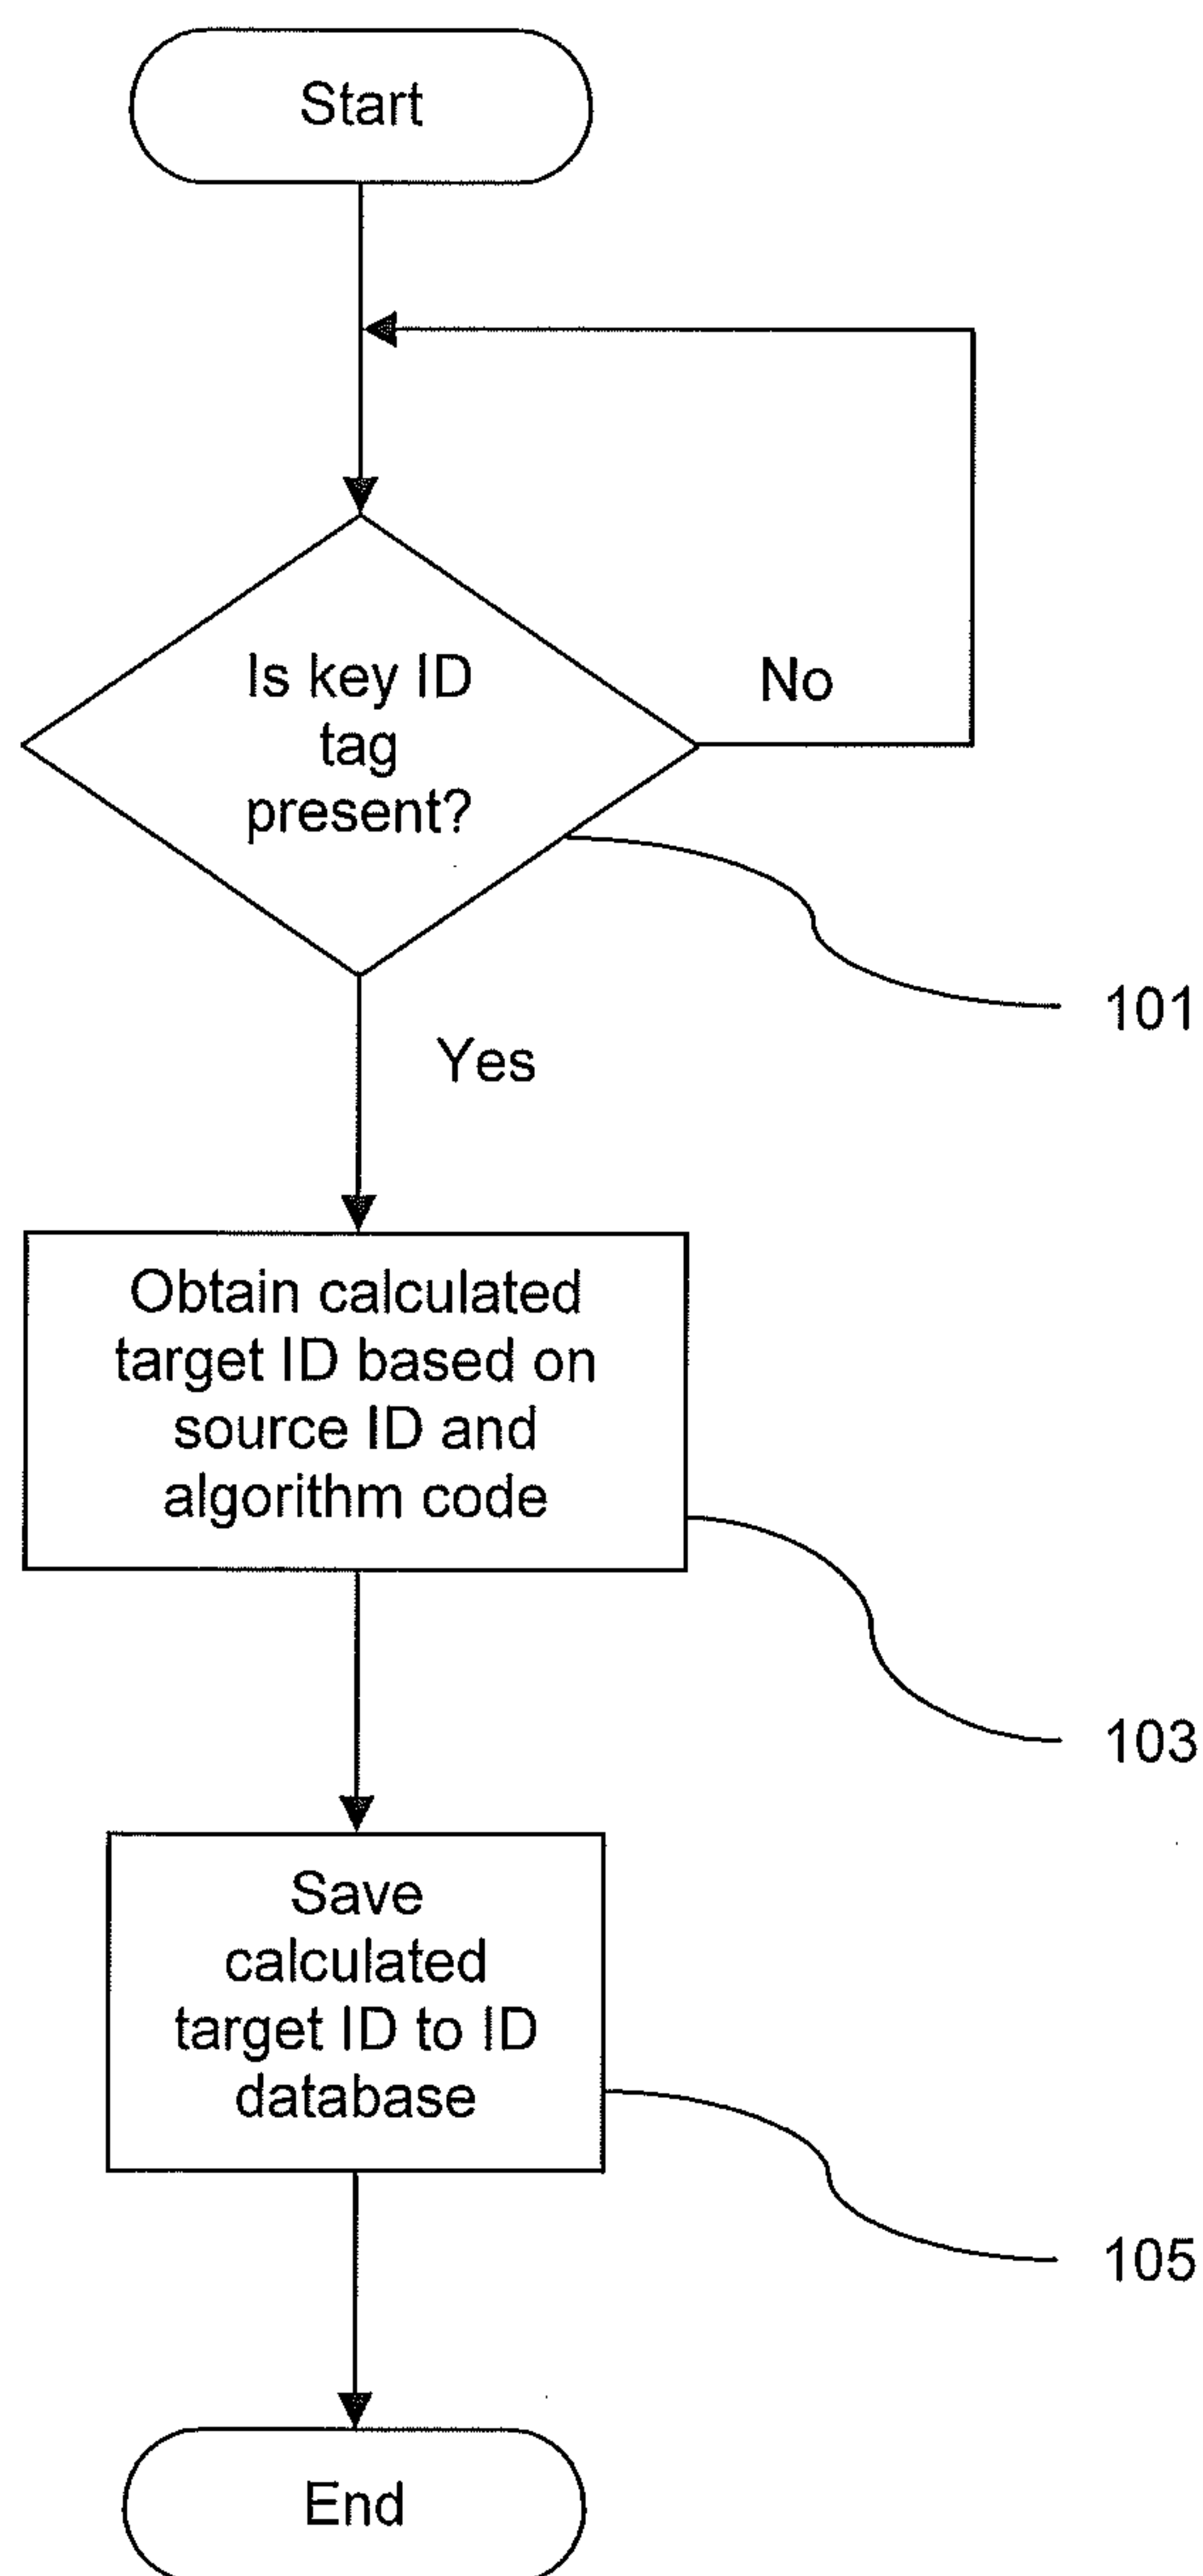 Start
Is key ID
tag
present?
No
101
Yes
Obtain calculated
target ID based on
source ID and
algorithm code
103
Save
calculated
target ID to ID
database
105
End